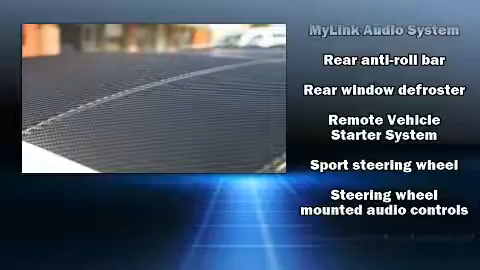 MyLink Audio System
Rear anti-roll bar
Rear window defroster
Remote Vehicle
Starter System
Sport steering wheel
Steering wheel
mounted audio controls